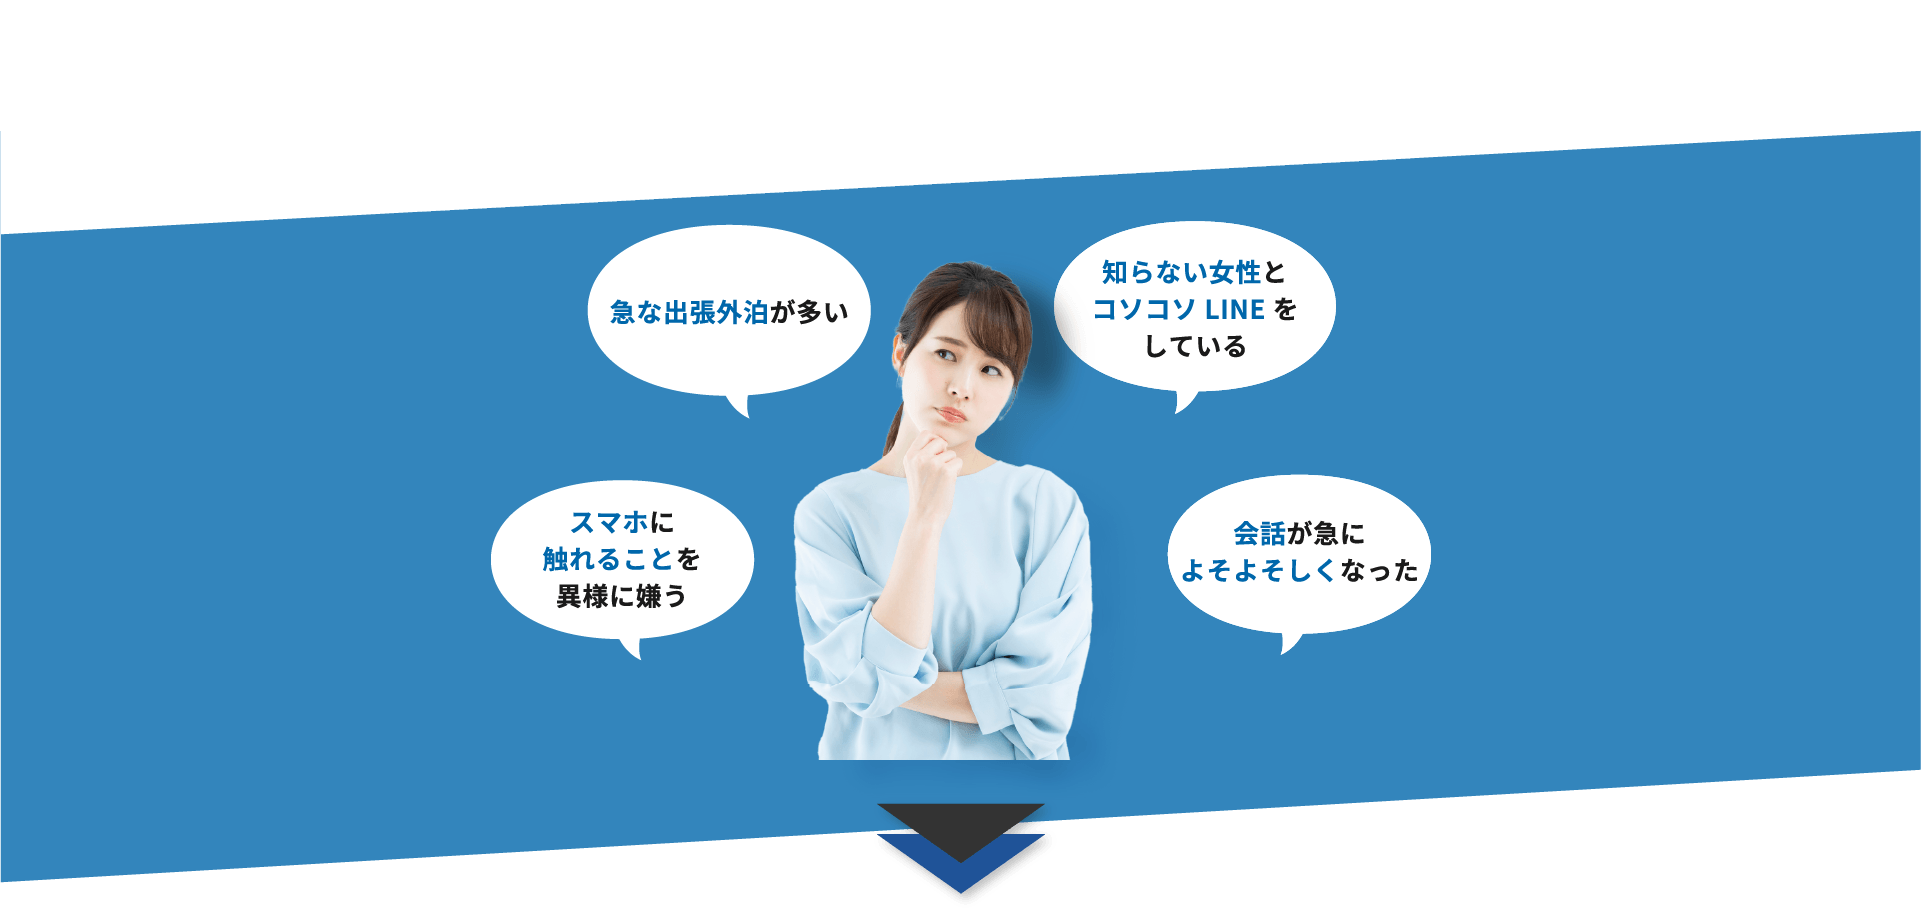 急な出張外泊が多い
知らない女性と
コソコソ LINE を
している
スマホに
触れることを
異様に嫌う
会話が急に
よそよそしくなった